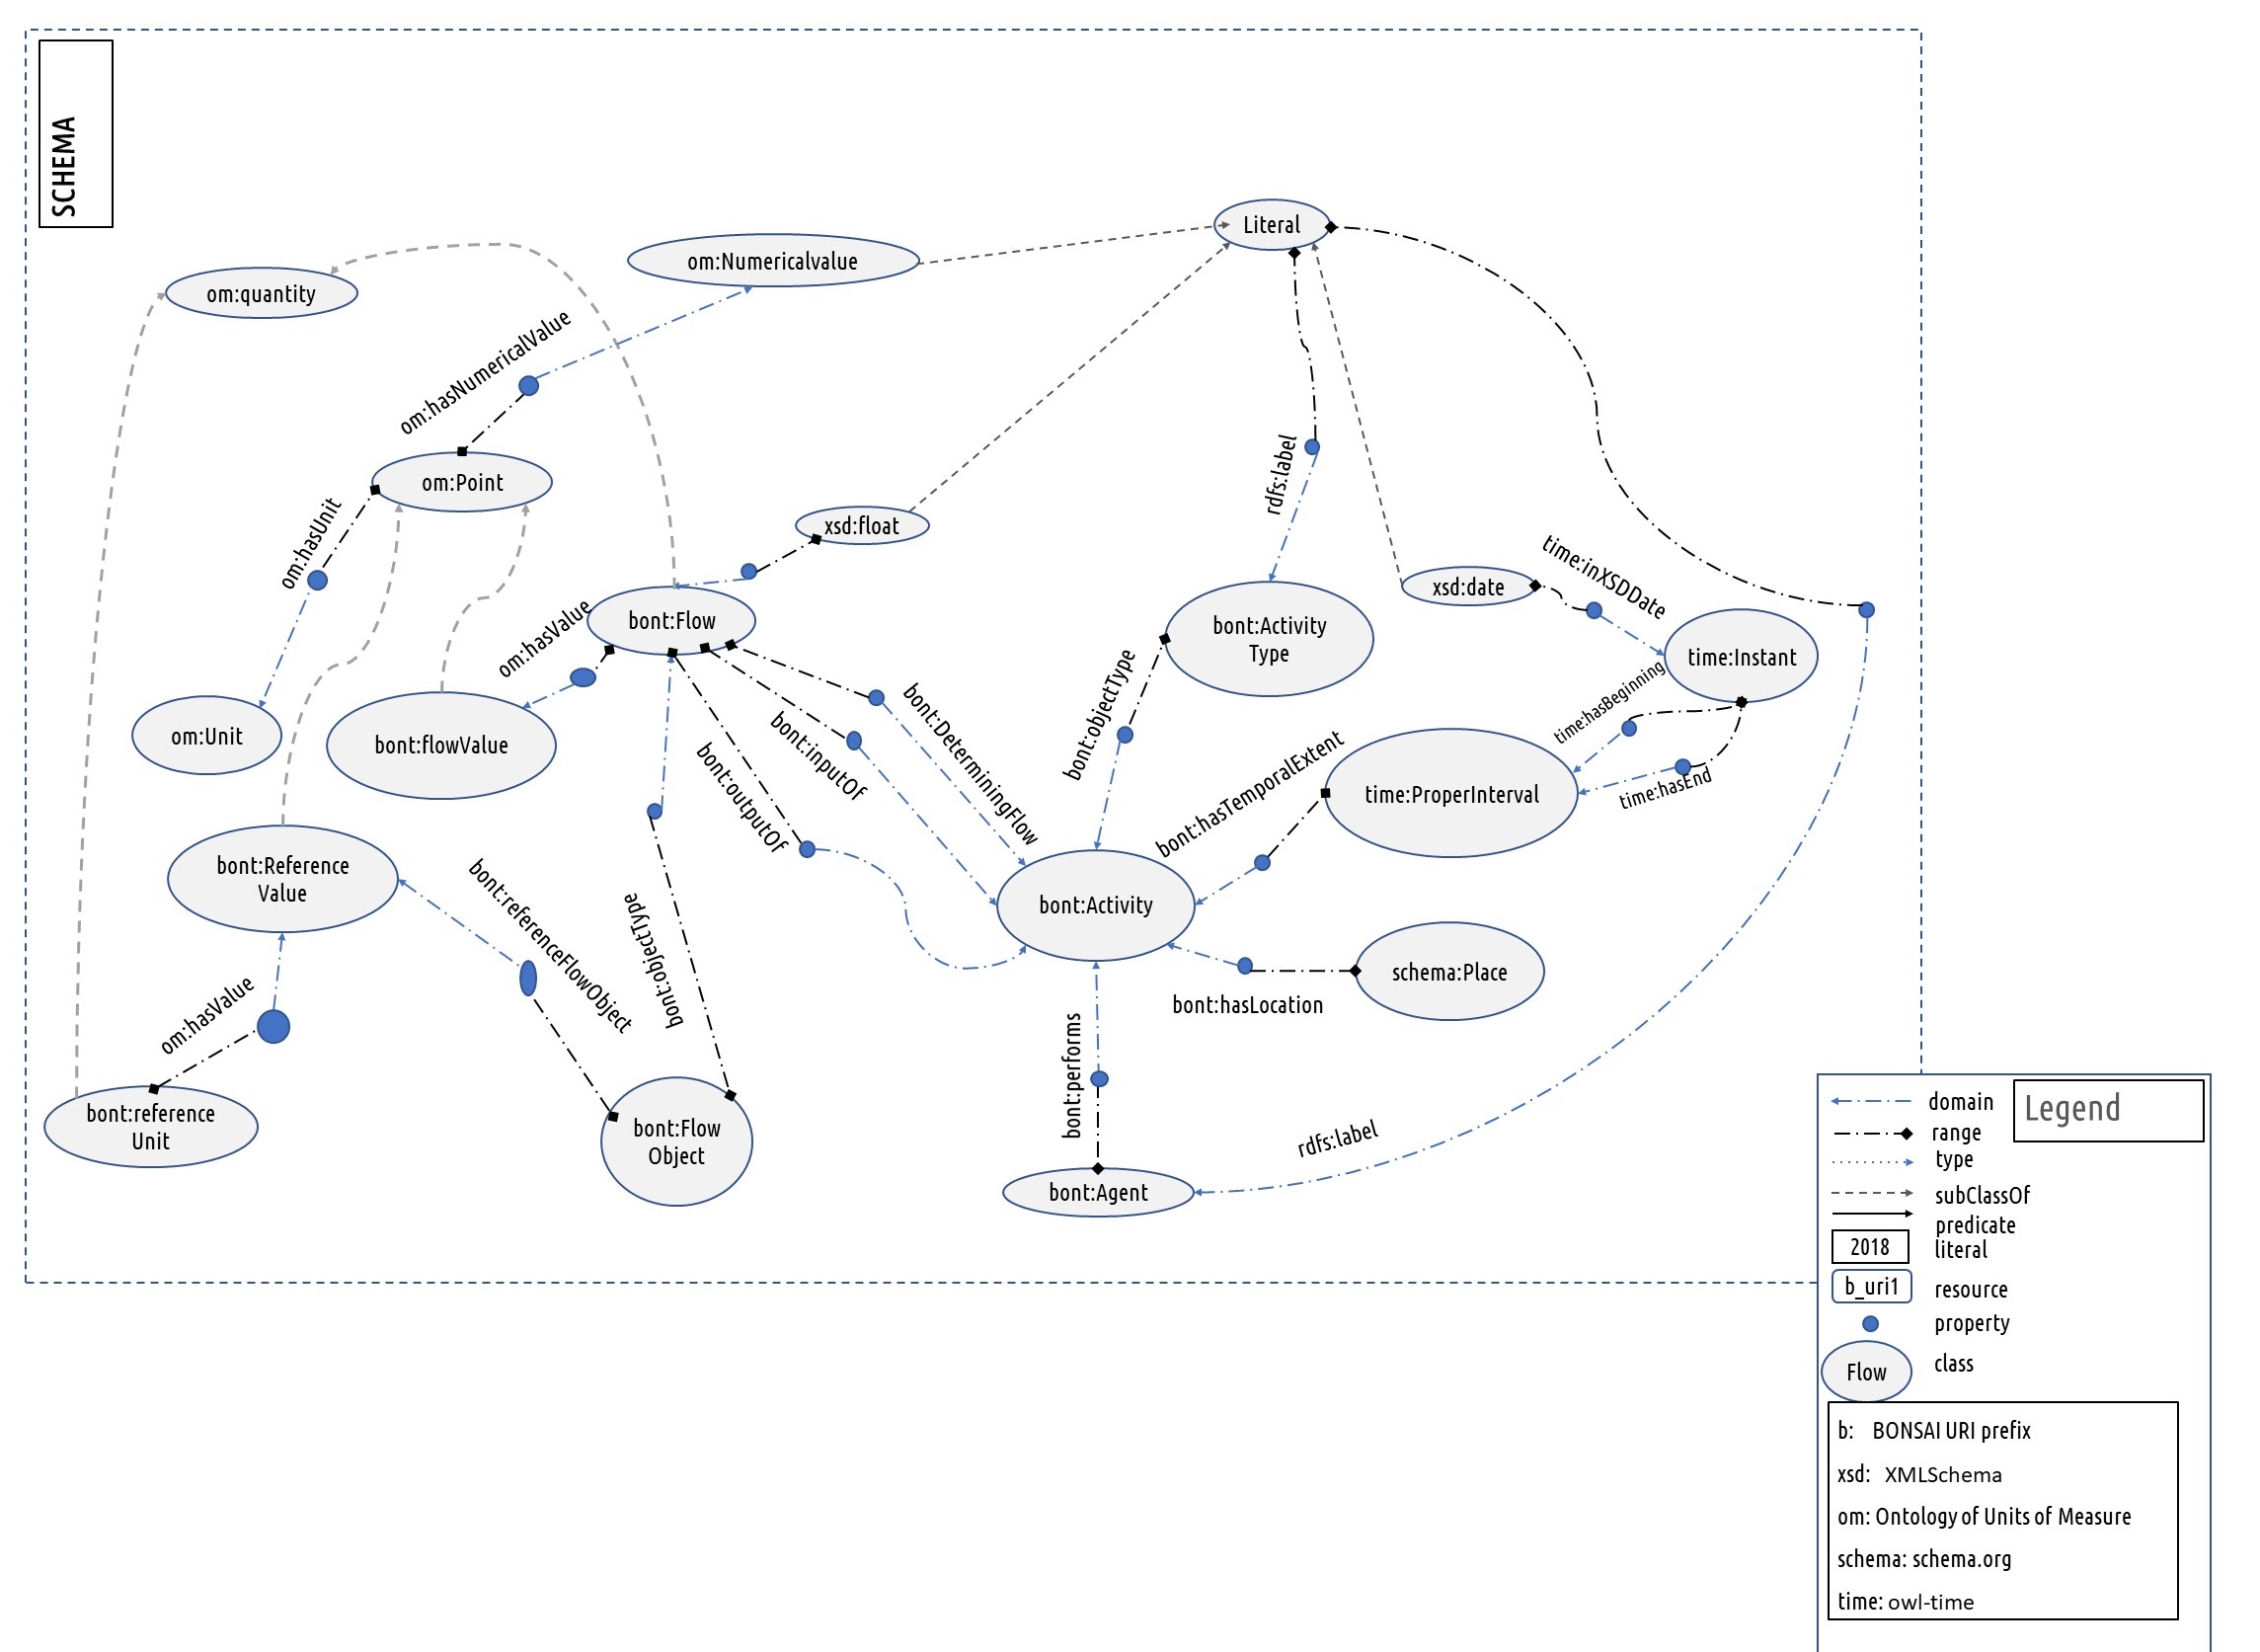 SCHEMA
Literal
om:Numericalvalue
om:quantity
om:hasNumericalValue
om:Point
rdfs:label
om:hasUnit
xsd:float
time:inXSDDate
xsd:date
bont:Flow
bont:Activity
Type
time:Instant
om:hasValue
bont:objectType
time:hasBeginning
om:Unit
bont:flowValue
bont:outputOf
bont:inputOf
bont:DeterminingFlow
bont:hasTemporalExtent
time:ProperInterval
time:hasEnd
bont:Reference
Value
bont:referenceFlowObject
bont:objectType
bont:Activity
schema:Place
bont:hasLocation
om:hasValue
bont:performs
bont:reference
Unit
bont:Flow
Object
rdfs:label
bont:Agent
Legend
domain
range
type
subClassOf
predicate
2018
literal
b_uri1
resource
property
Flow
class
b: BONSAI URI prefix
xsd: XMLSchema
om: Ontology of Units of Measure
schema: schema.org
time: owl-time